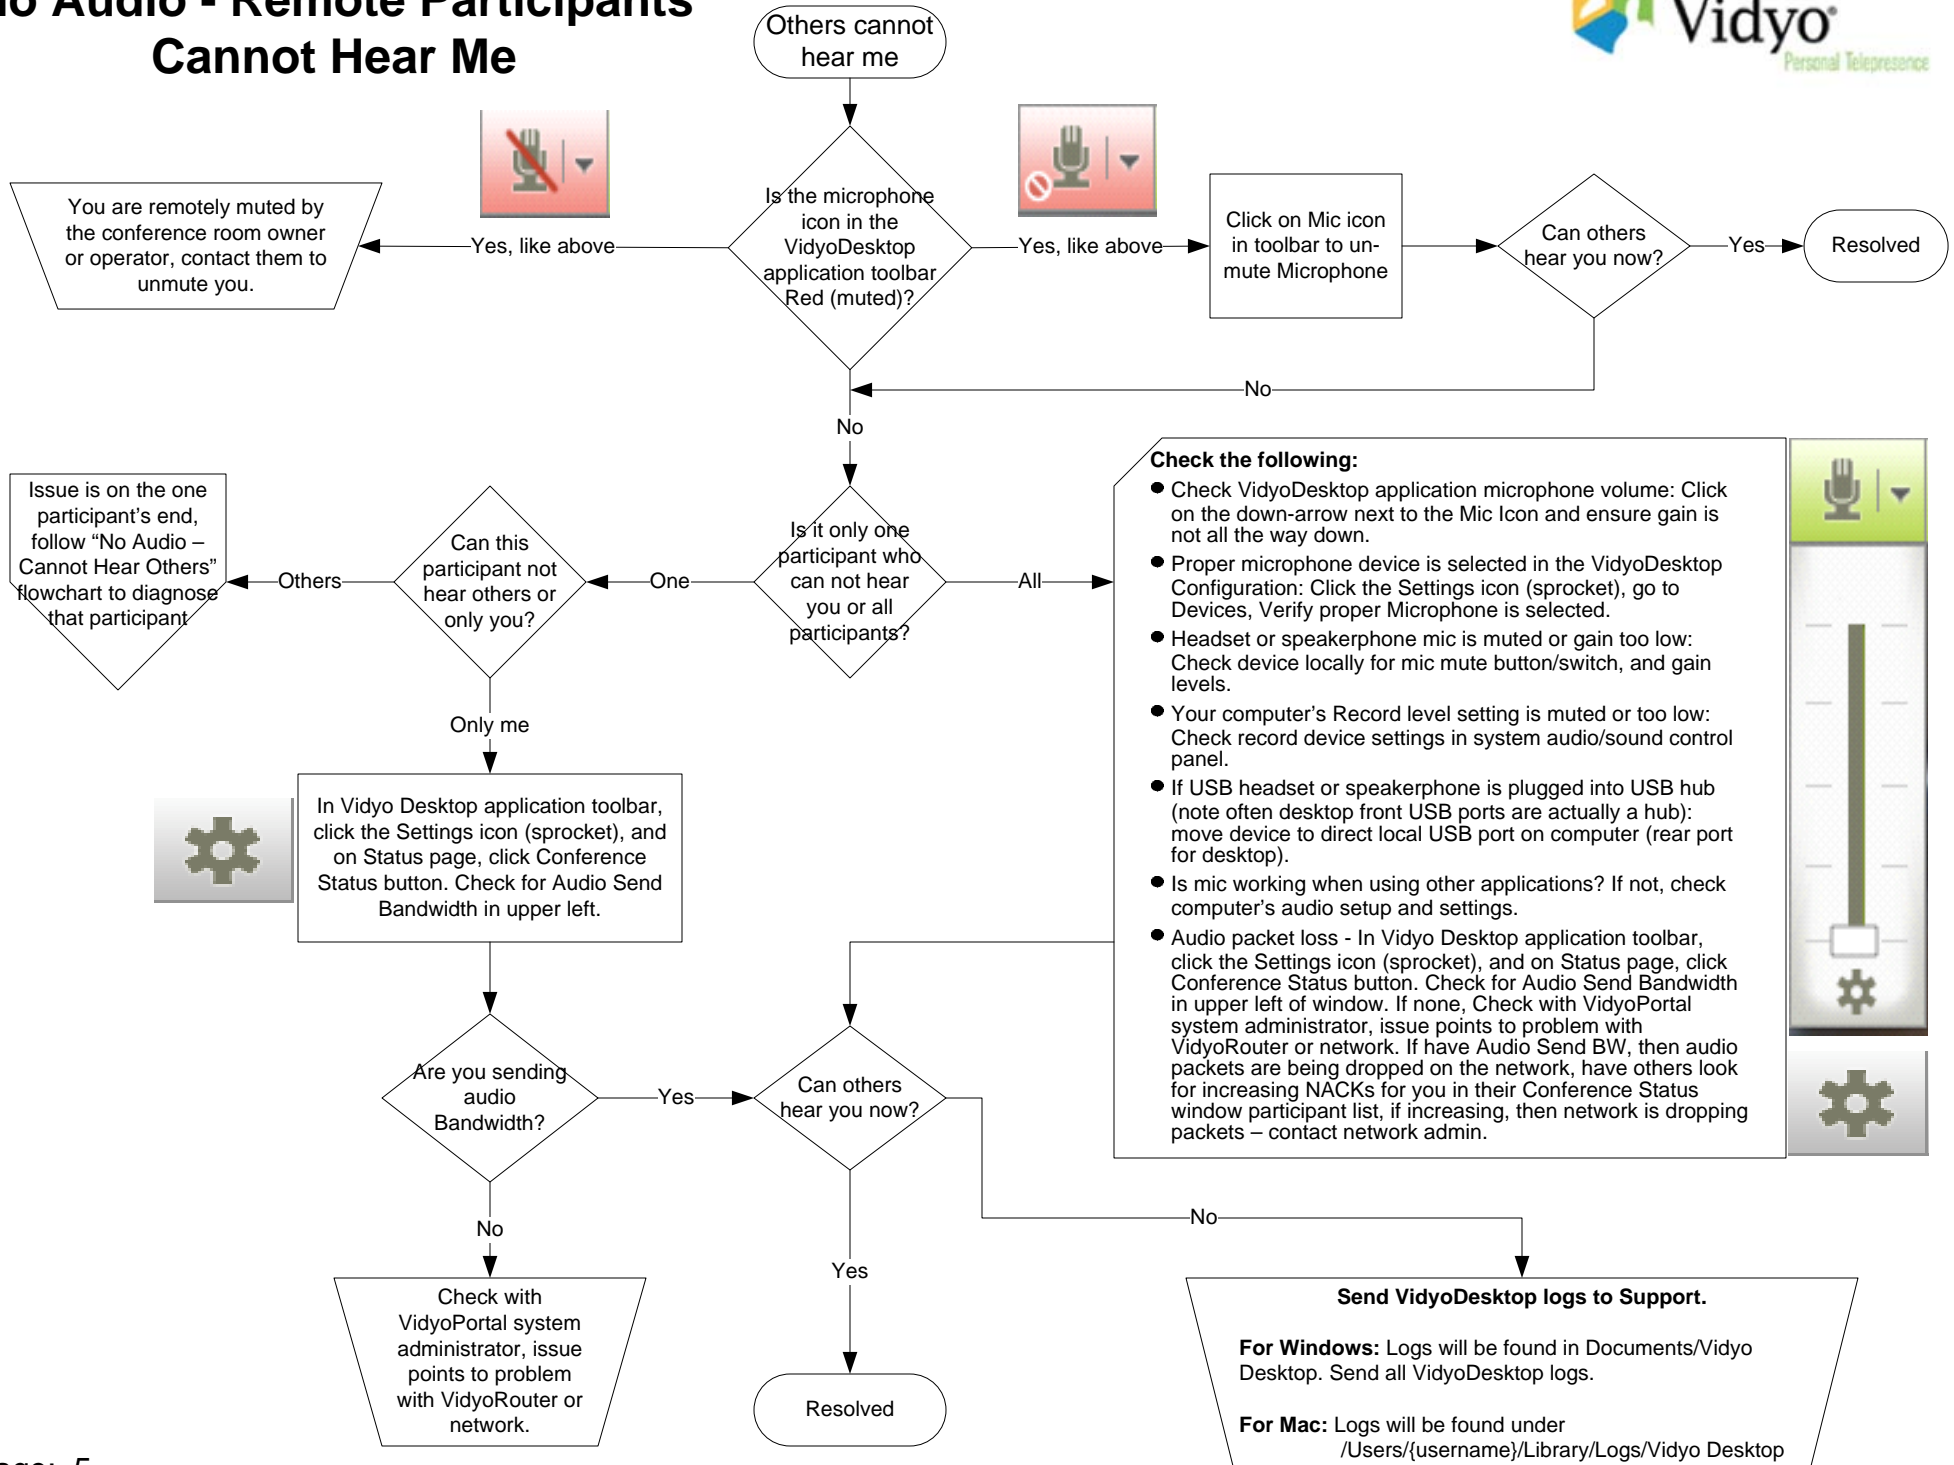 No Audio - Remote Participants
Cannot Hear Me
Vidyo
Personal Telepresence
Others cannot
hear me
Is the microphone
icon in the
VidyoDesktop
application toolbar
Red (muted)?
Yes, like above
You are remotely muted by
the conference room owner
or operator, contact them to
unmute you.
Yes, like above
Click on Mic icon
in toolbar to un-
mute Microphone
Can others
hear you now?
Yes
Resolved
No
No
Is it only one
participant who
can not hear
you or all
participants?
One
Can this
participant not
hear others or
only you?
Others
Issue is on the one
participant’s end,
follow “No Audio –
Cannot Hear Others”
flowchart to diagnose
that participant
Only me
In Vidyo Desktop application toolbar,
click the Settings icon (sprocket), and
on Status page, click Conference
Status button. Check for Audio Send
Bandwidth in upper left.
Are you sending
audio
Bandwidth?
No
Check with
VidyoPortal system
administrator, issue
points to problem
with VidyoRouter or
network.
Yes
All
Check the following:
● Check VidyoDesktop application microphone volume: Click
on the down-arrow next to the Mic Icon and ensure gain is
not all the way down.
● Proper microphone device is selected in the VidyoDesktop
Configuration: Click the Settings icon (sprocket), go to
Devices, Verify proper Microphone is selected.
● Headset or speakerphone mic is muted or gain too low:
Check device locally for mic mute button/switch, and gain
levels.
● Your computer’s Record level setting is muted or too low:
Check record device settings in system audio/sound control
panel.
● If USB headset or speakerphone is plugged into USB hub
(note often desktop front USB ports are actually a hub):
move device to direct local USB port on computer (rear port
for desktop).
● Is mic working when using other applications? If not, check
computer’s audio setup and settings.
● Audio packet loss - In Vidyo Desktop application toolbar,
click the Settings icon (sprocket), and on Status page, click
Conference Status button. Check for Audio Send Bandwidth
in upper left of window. If none, Check with VidyoPortal
system administrator, issue points to problem with
VidyoRouter or network. If have Audio Send BW, then audio
packets are being dropped on the network, have others look
for increasing NACKs for you in their Conference Status
window participant list, if increasing, then network is dropping
packets – contact network admin.
Can others
hear you now?
Yes
Resolved
No
Send VidyoDesktop logs to Support.
For Windows: Logs will be found in Documents/Vidyo
Desktop. Send all VidyoDesktop logs.
For Mac: Logs will be found under
/Users/{username}/Library/Logs/Vidyo Desktop
5